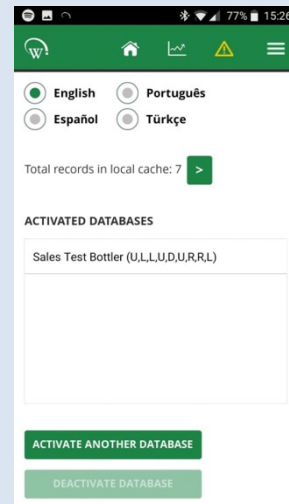 77% 15:26
W
English Português
Español Türkçe
Total records in local cache: 7 >
ACTIVATED DATABASES
Sales Test Bottler (U,L,L,U,D,U,R,R,L)
ACTIVATE ANOTHER DATABASE
DEACTIVATE DATABASE